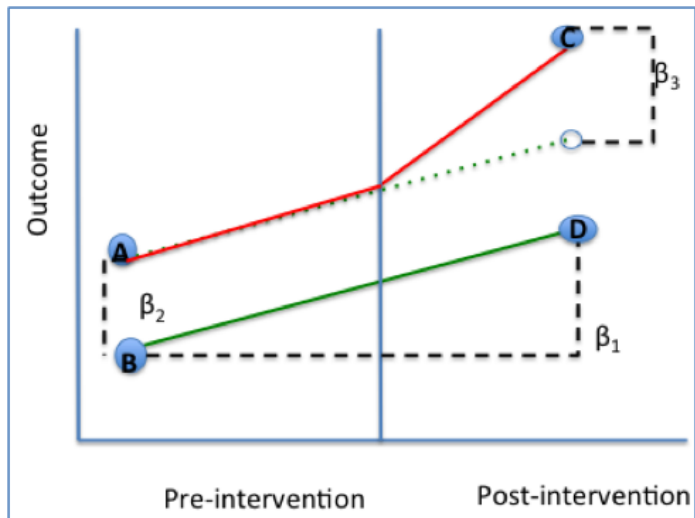 C
β3
Outcome
A
D
β2
β1
B
Pre-intervention
Post-intervention